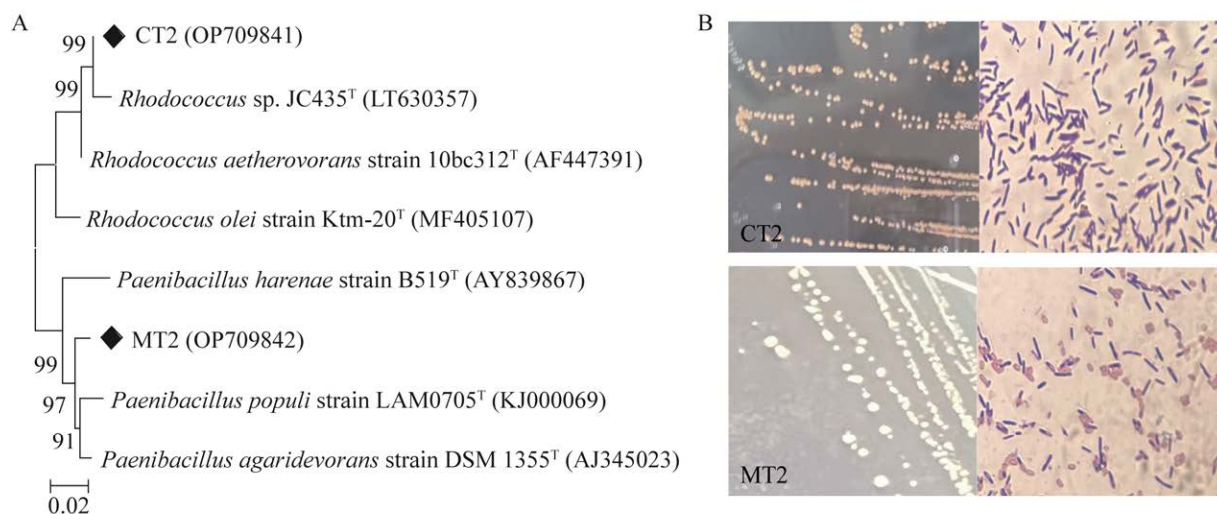 A
99
CT2 (OP709841)
99
Rhodococcus sp. JC435ᵀ (LT630357)
Rhodococcus aetherovorans strain 10bc312ᵀ (AF447391)
Rhodococcus olei strain Ktm-20ᵀ (MF405107)
Paenibacillus harenae strain B519ᵀ (AY839867)
MT2 (OP709842)
99
97
Paenibacillus populi strain LAM0705ᵀ (KJ000069)
91
Paenibacillus agaridevorans strain DSM 1355ᵀ (AJ345023)
0.02
B
CT2
MT2